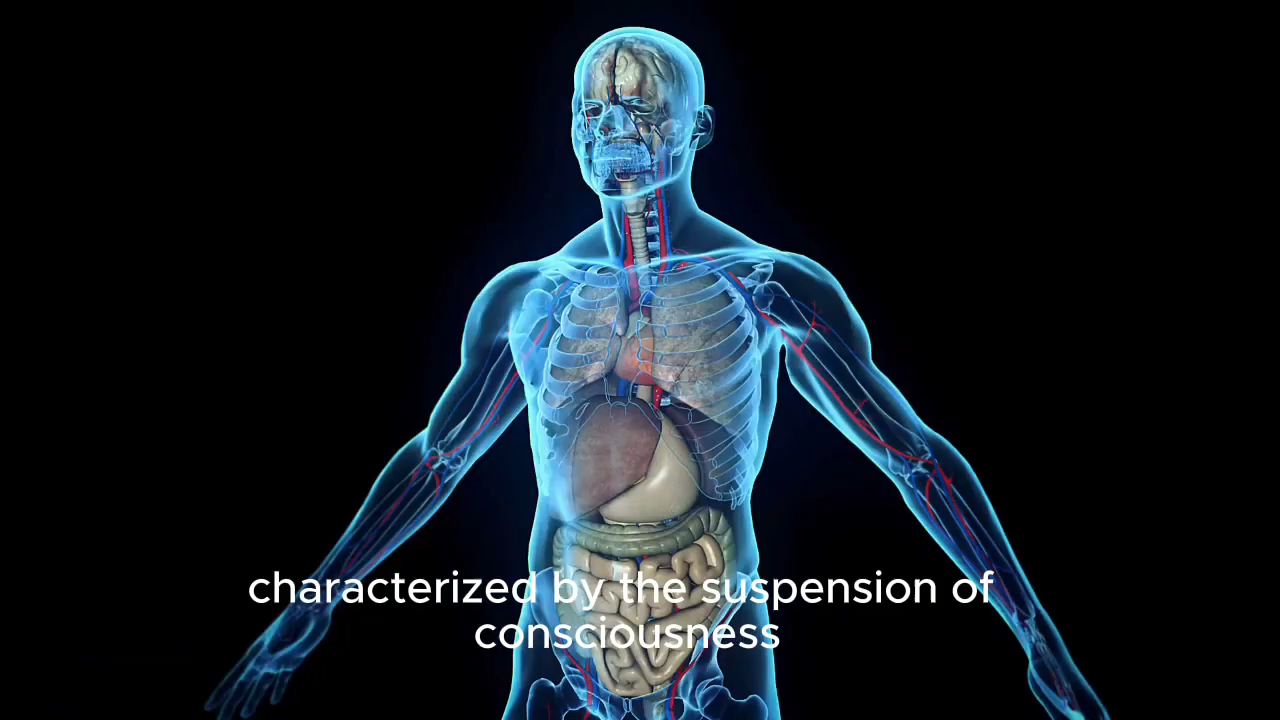 characterized by the suspension of
consciousness